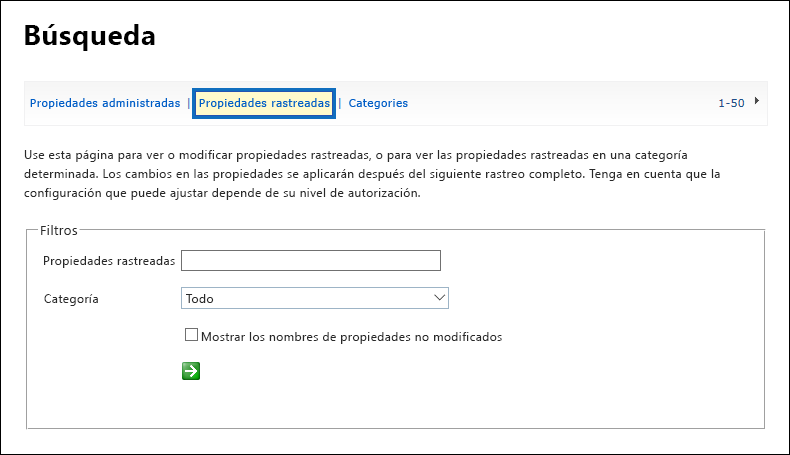 Búsqueda
Propiedades administradas | Propiedades rastreadas | Categories 1-50
Use esta página para ver o modificar propiedades rastreadas, o para ver las propiedades rastreadas en una categoría
determinada. Los cambios en las propiedades se aplicarán después del siguiente rastreo completo. Tenga en cuenta que la
configuración que puede ajustar depende de su nivel de autorización.
Filtros
Propiedades rastreadas
Categoría Todo
Mostrar los nombres de propiedades no modificados